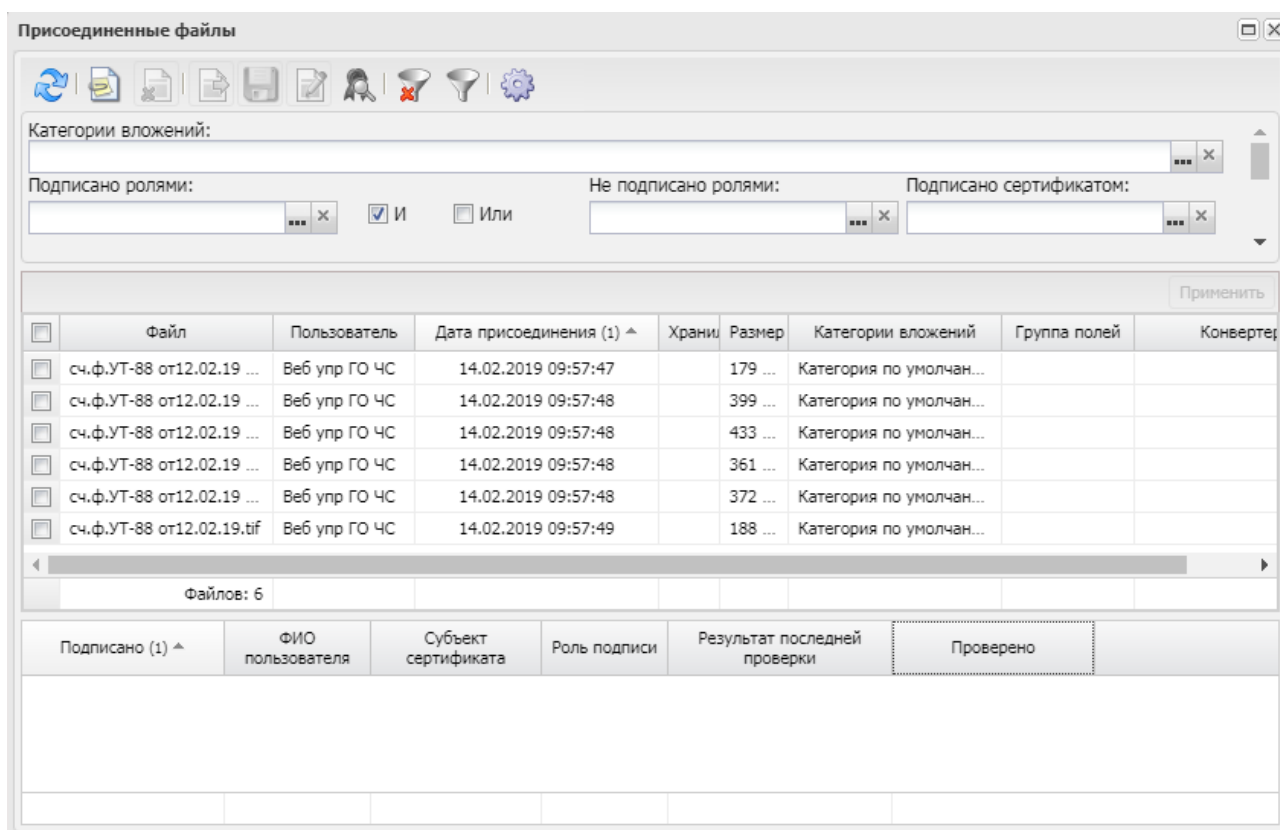 Присоединенные файлы
Категории вложений:
Подписано ролями: Не подписано ролями: Подписано сертификатом:
И Или
Применить
Файл Пользователь Дата присоединения (1) Храни Размер Категории вложений Группа полей Конвертер
сч.ф.УТ-88 от12.02.19 ... Веб упр ГО ЧС 14.02.2019 09:57:47 179 ... Категория по умолчан...
сч.ф.УТ-88 от12.02.19 ... Веб упр ГО ЧС 14.02.2019 09:57:48 399 ... Категория по умолчан...
сч.ф.УТ-88 от12.02.19 ... Веб упр ГО ЧС 14.02.2019 09:57:48 433 ... Категория по умолчан...
сч.ф.УТ-88 от12.02.19 ... Веб упр ГО ЧС 14.02.2019 09:57:48 361 ... Категория по умолчан...
сч.ф.УТ-88 от12.02.19 ... Веб упр ГО ЧС 14.02.2019 09:57:48 372 ... Категория по умолчан...
сч.ф.УТ-88 от12.02.19.tif Веб упр ГО ЧС 14.02.2019 09:57:49 188 ... Категория по умолчан...
Файлов: 6
Подписано (1) ФИО пользователя Субъект сертификата Роль подписи Результат последней проверки Проверено